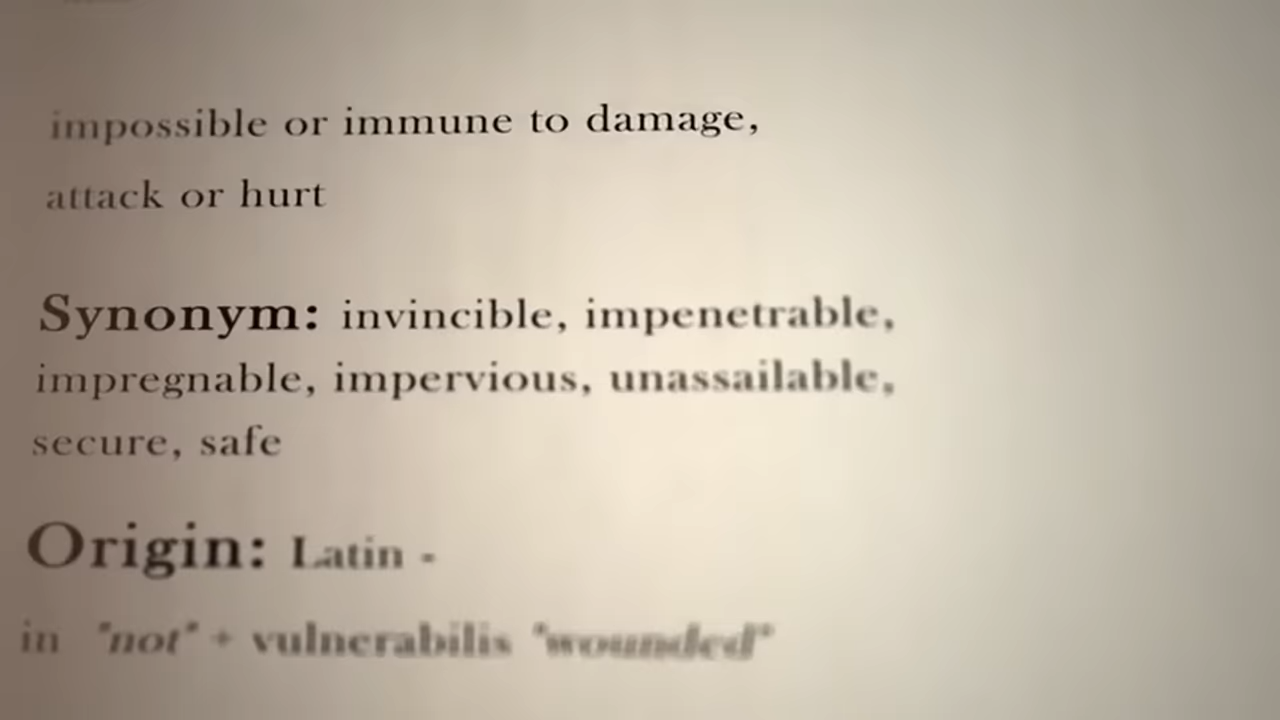 impossible or immune to damage,
attack or hurt
Synonym: invincible, impenetrable,
impregnable, impervious, unassailable,
secure, safe
Origin: Latin -
in "not" + vulnerabilis "wounded"